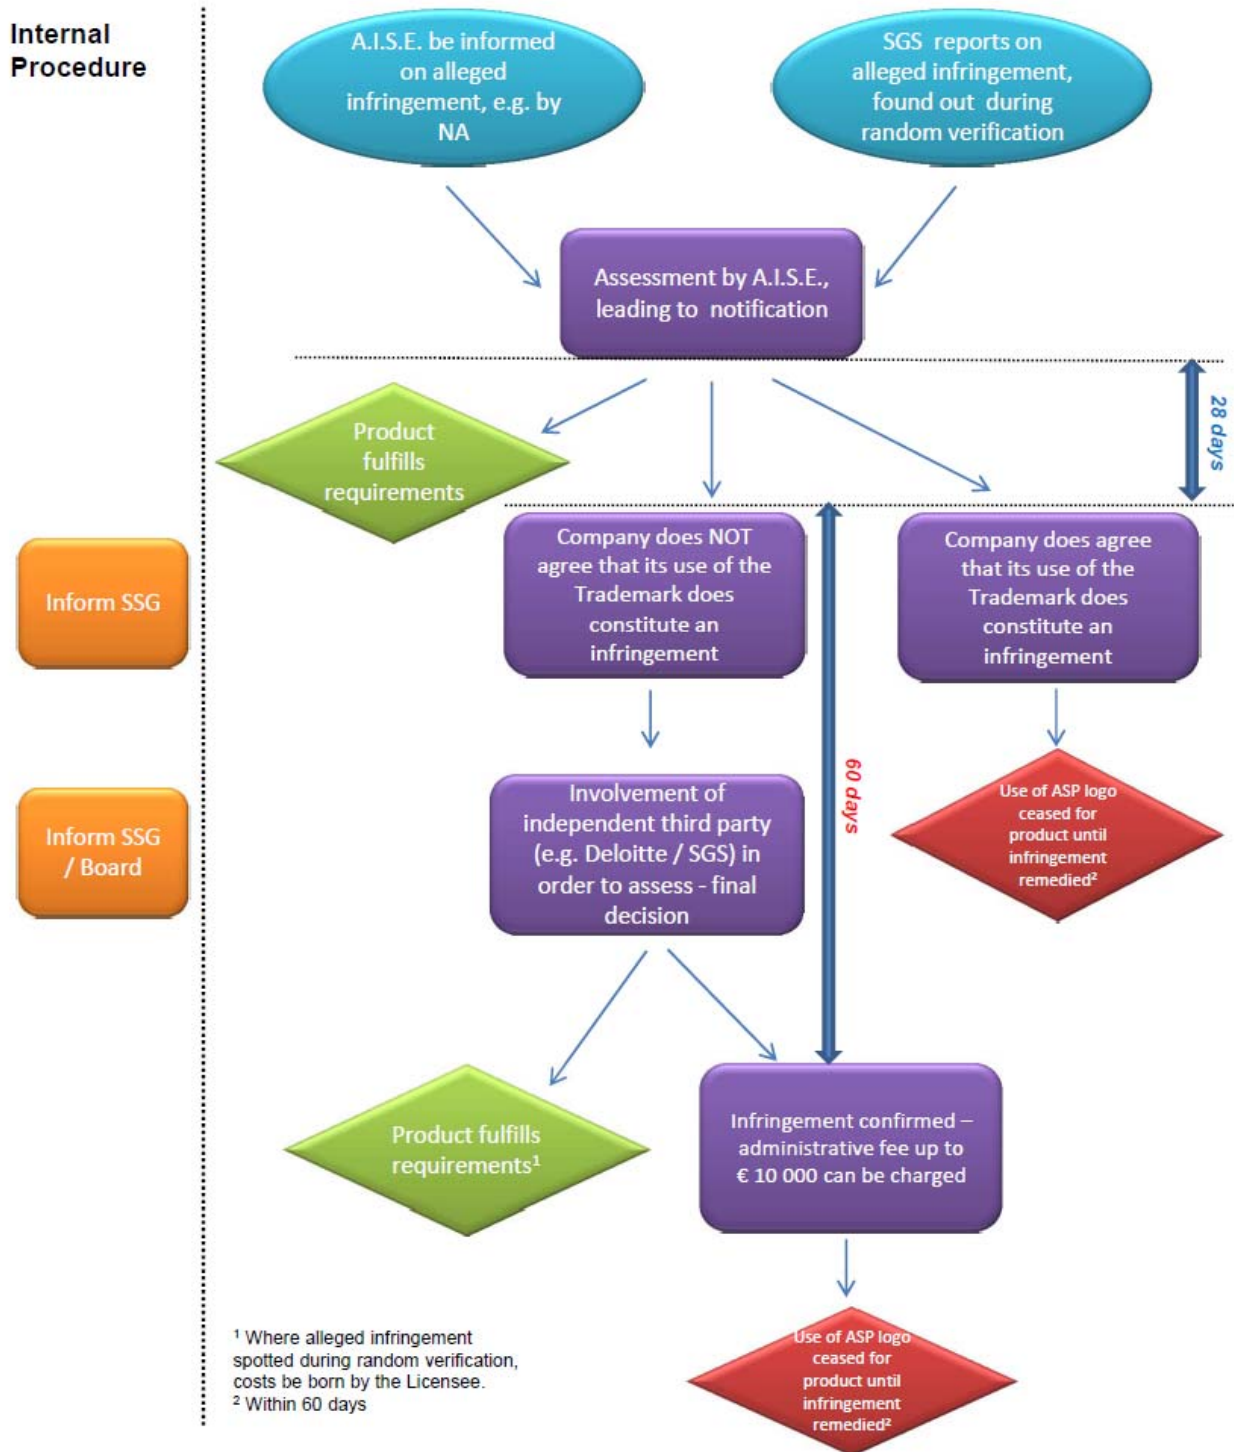 Internal
Procedure
A.I.S.E. be informed
on alleged
infringement, e.g. by
NA
SGS reports on
alleged infringement,
found out during
random verification
Assessment by A.I.S.E.,
leading to notification
28 days
Product
fulfills
requirements
Inform SSG
Company does NOT
agree that its use of the
Trademark does
constitute an
infringement
Company does agree
that its use of the
Trademark does
constitute an
infringement
60 days
Inform SSG
/ Board
Involvement of
independent third party
(e.g. Deloitte / SGS) in
order to assess - final
decision
Use of ASP logo
ceased for
product until
infringement
remedied²
Product fulfills
requirements¹
Infringement confirmed –
administrative fee up to
€ 10 000 can be charged
¹ Where alleged infringement
spotted during random verification,
costs be born by the Licensee.
² Within 60 days
Use of ASP logo
ceased for
product until
infringement
remedied²